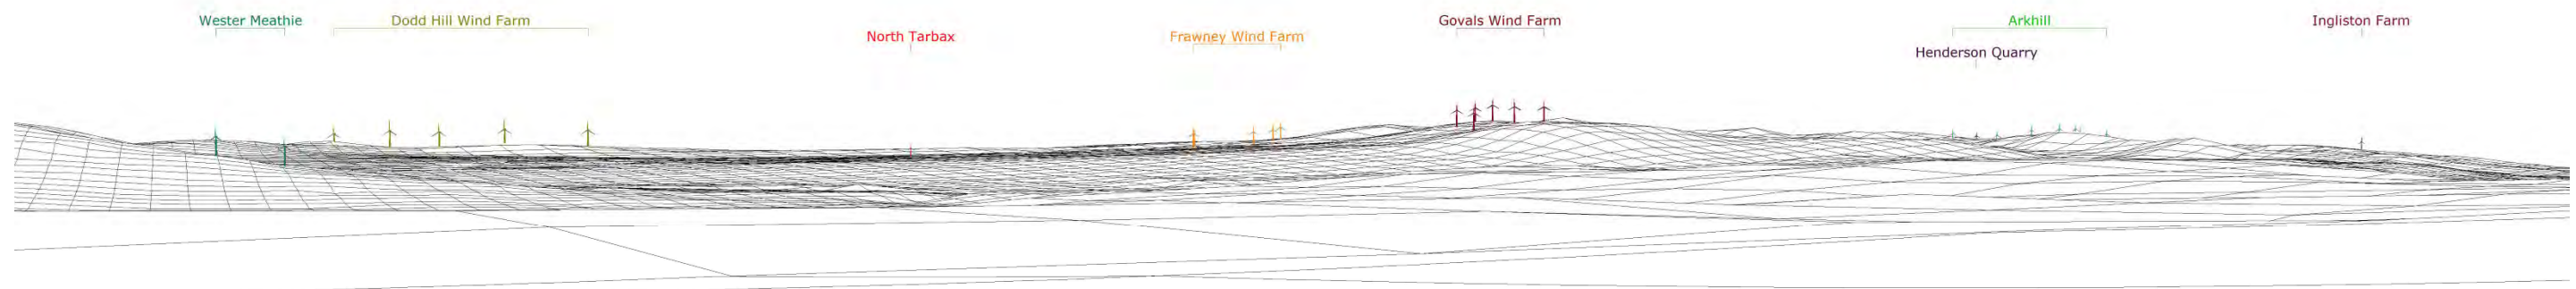 Wester Meathie
Dodd Hill Wind Farm
North Tarbax
Frawney Wind Farm
Govals Wind Farm
Henderson Quarry
Arkhill
Ingliston Farm